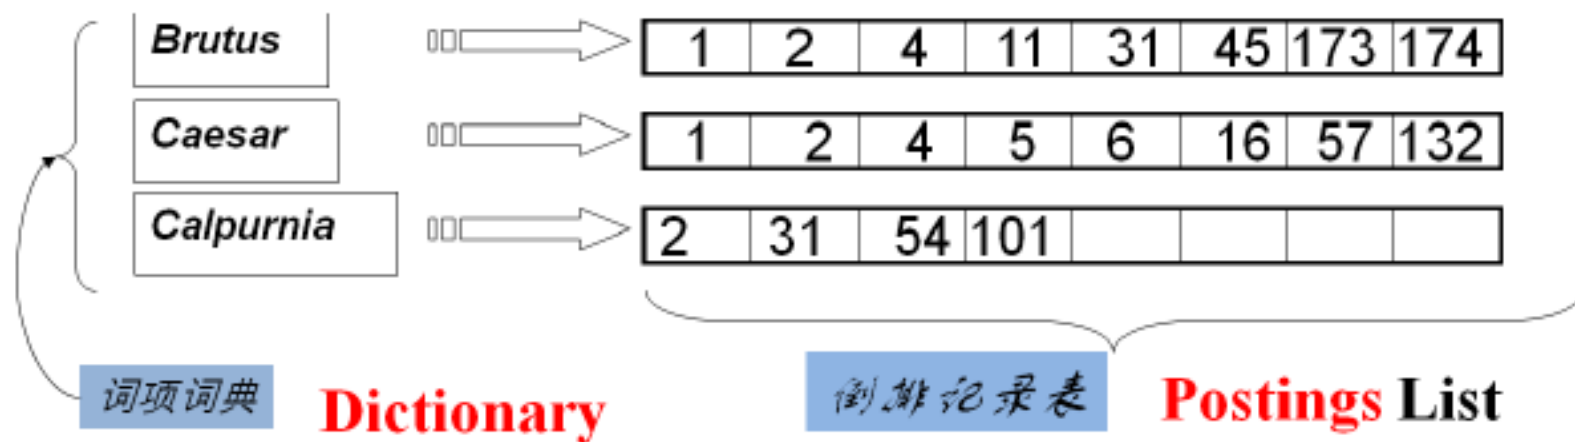 Brutus 1 2 4 11 31 45 173 174
Caesar 1 2 4 5 6 16 57 132
Calpurnia 2 31 54 101
词项词典 Dictionary 倒排记录表 Postings List